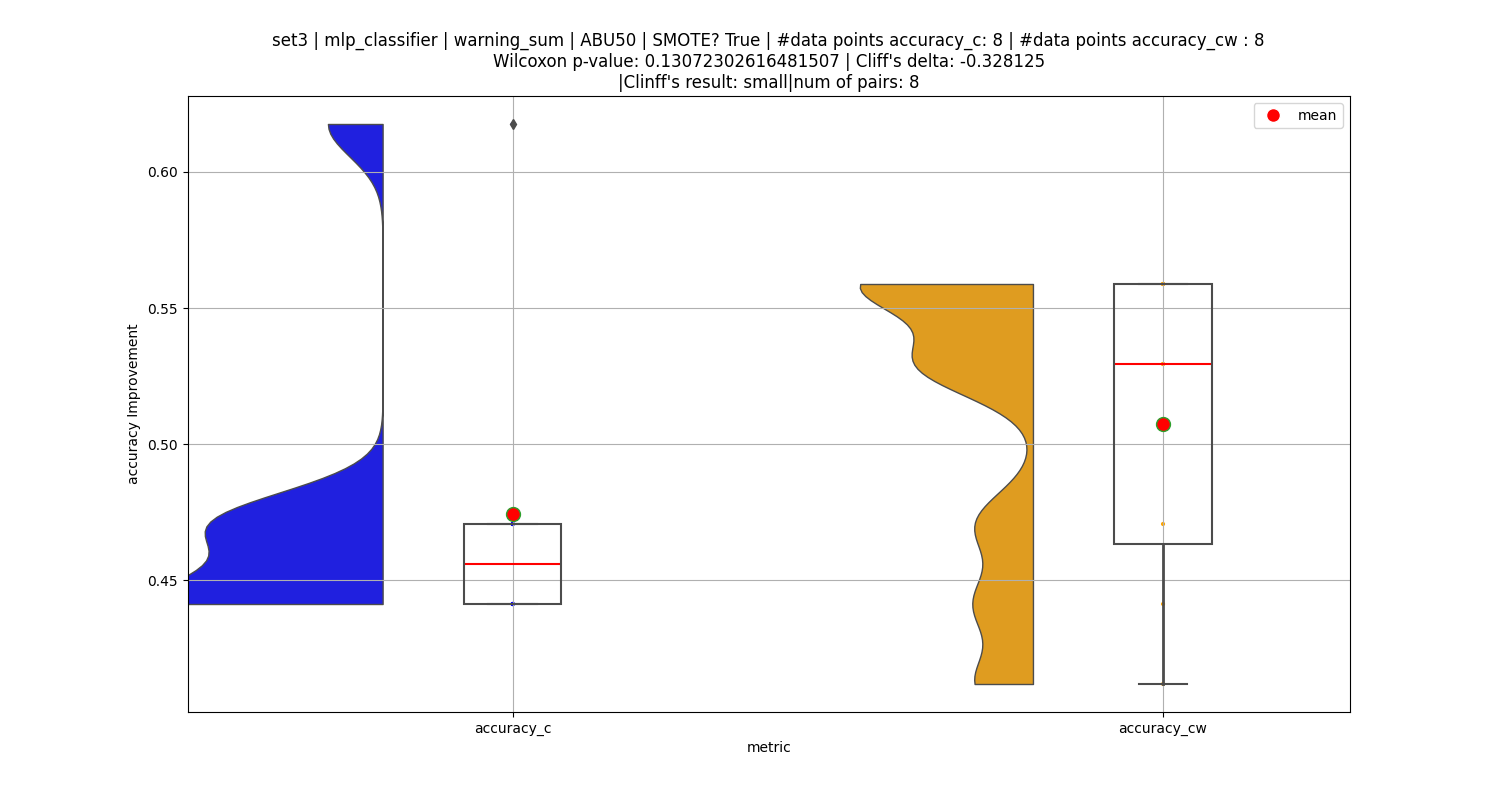 set3 | mlp_classifier | warning_sum | ABU50 | SMOTE? True | #data points accuracy_c: 8 | #data points accuracy_cw : 8
Wilcoxon p-value: 0.13072302616481507 | Cliff's delta: -0.328125
|Clinff's result: small|num of pairs: 8
mean
0.60
0.55
0.50
0.45
accuracy Improvement
accuracy_c
accuracy_cw
metric